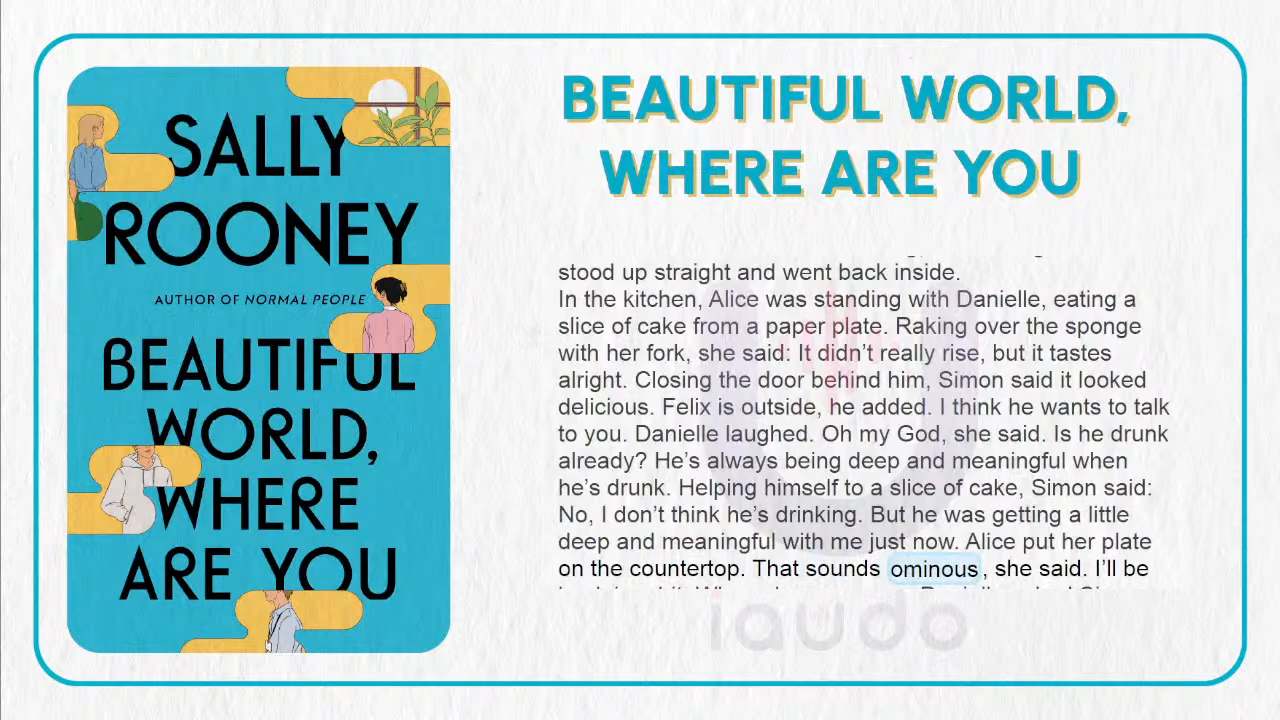 SALLY
ROONEY
AUTHOR OF NORMAL PEOPLE
BEAUTIFUL
WORLD,
WHERE
ARE YOU
BEAUTIFUL WORLD,
WHERE ARE YOU
stood up straight and went back inside.
In the kitchen, Alice was standing with Danielle, eating a
slice of cake from a paper plate. Raking over the sponge
with her fork, she said: It didn’t really rise, but it tastes
alright. Closing the door behind him, Simon said it looked
delicious. Felix is outside, he added. I think he wants to talk
to you. Danielle laughed. Oh my God, she said. Is he drunk
already? He’s always being deep and meaningful when
he’s drunk. Helping himself to a slice of cake, Simon said:
No, I don’t think he’s drinking. But he was getting a little
deep and meaningful with me just now. Alice put her plate
on the countertop. That sounds ominous, she said. I’ll be
iaudo